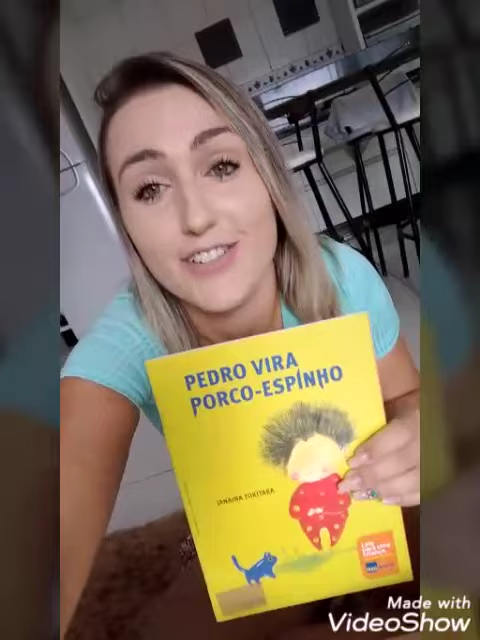 PEDRO VIRA
PORCO-ESPINHO
JANAINA TOKITAKA
Made with
VideoShow